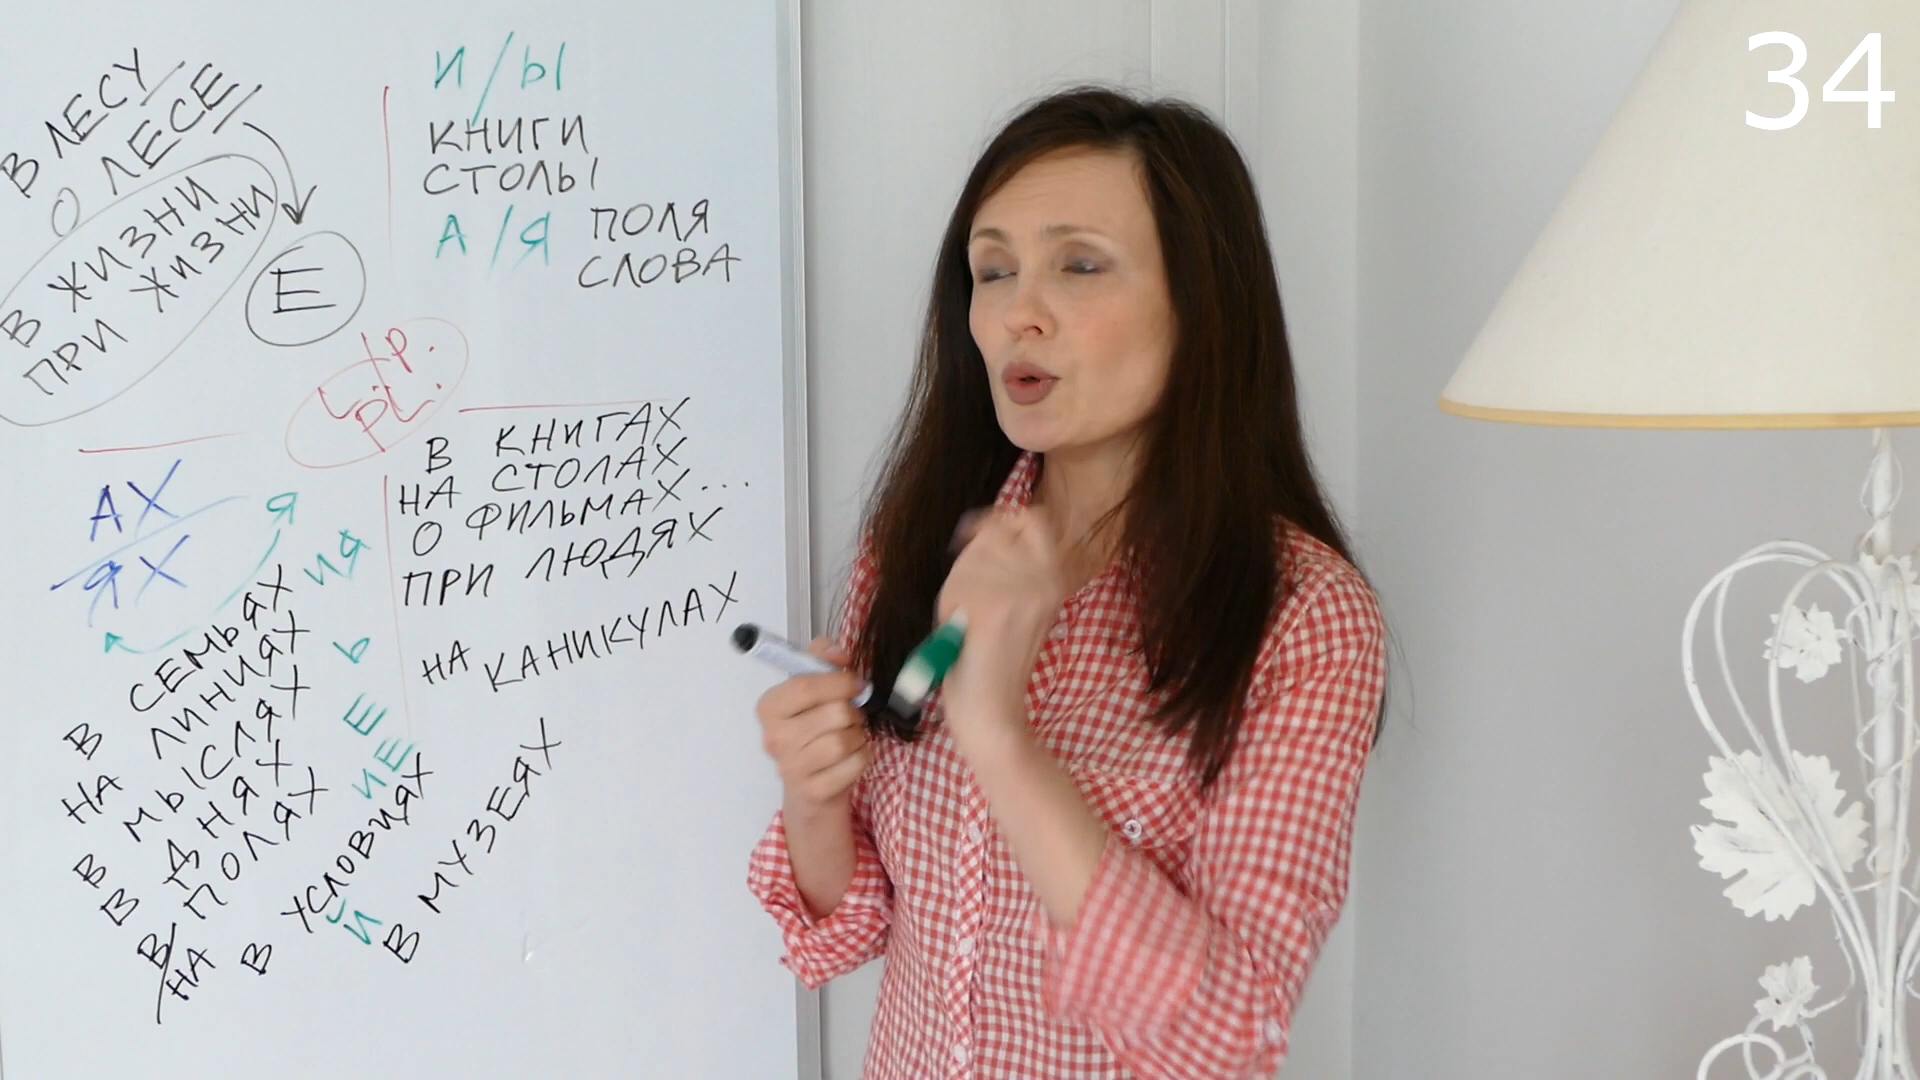 34
В ЛЕСУ
О ЛЕСЕ
В ЖИЗНИ
ПРИ ЖИЗНИ
Е
И/Ы
КНИГИ
СТОЛЫ
А/Я ПОЛЯ
СЛОВА
PL.
АХ
ЯХ
Я
ИЯ
Ь
Е
ИЕ
Й
В СЕМЬЯХ
НА ЛИНИЯХ
В МЫСЛЯХ
В ДНЯХ
В/НА ПОЛЯХ
В УСЛОВИЯХ
В МУЗЕЯХ
В КНИГАХ
НА СТОЛАХ
О ФИЛЬМАХ...
ПРИ ЛЮДЯХ
НА КАНИКУЛАХ